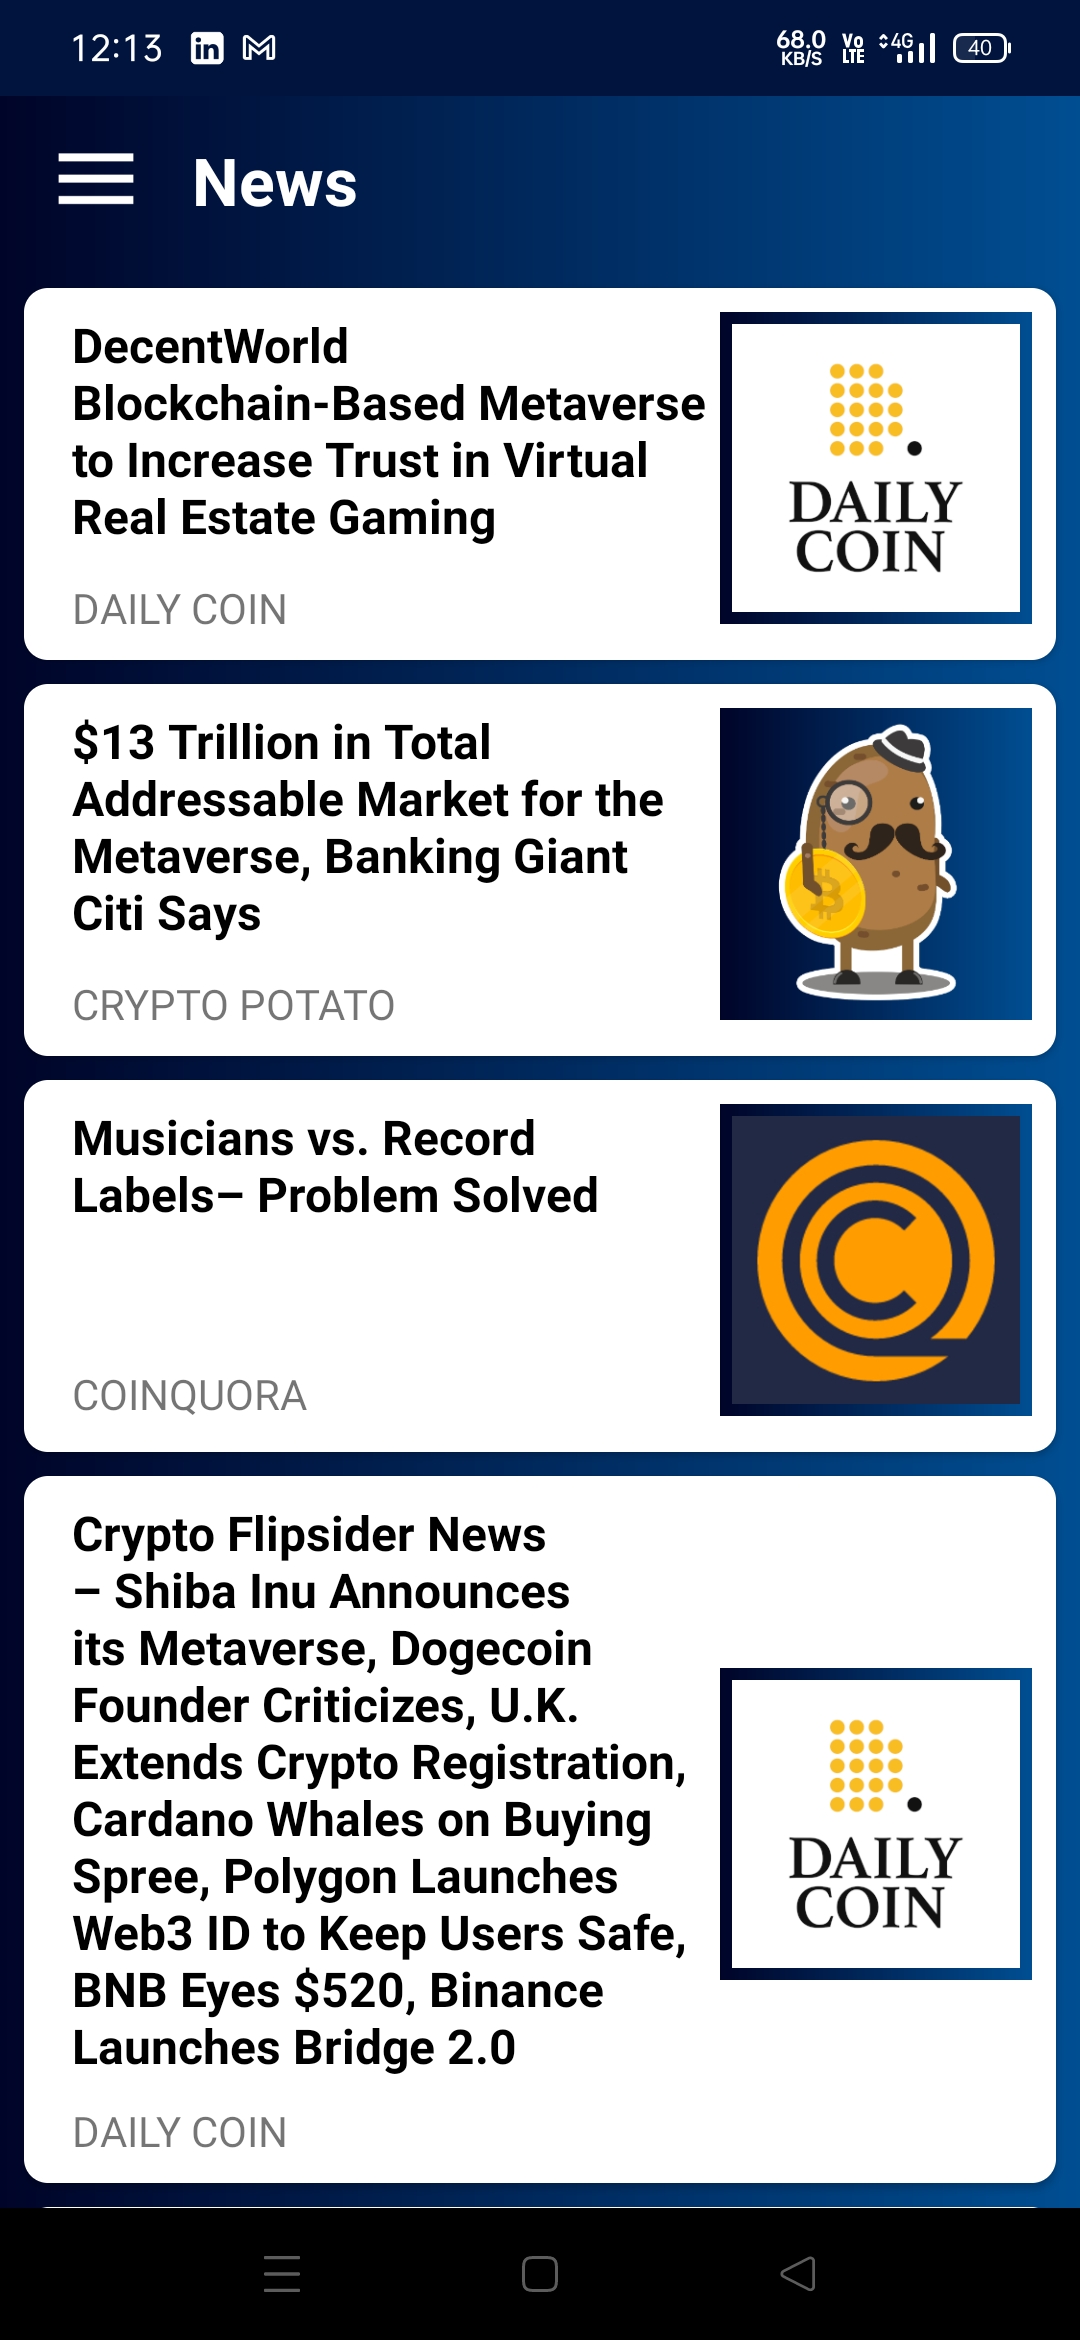 12:13
68.0
KB/S
Vo
LTE
4G
40
News
DecentWorld
Blockchain-Based Metaverse
to Increase Trust in Virtual
Real Estate Gaming
DAILY COIN
DAILY
COIN
$13 Trillion in Total
Addressable Market for the
Metaverse, Banking Giant
Citi Says
CRYPTO POTATO
Musicians vs. Record
Labels– Problem Solved
COINQUORA
Crypto Flipsider News
– Shiba Inu Announces
its Metaverse, Dogecoin
Founder Criticizes, U.K.
Extends Crypto Registration,
Cardano Whales on Buying
Spree, Polygon Launches
Web3 ID to Keep Users Safe,
BNB Eyes $520, Binance
Launches Bridge 2.0
DAILY COIN
DAILY
COIN